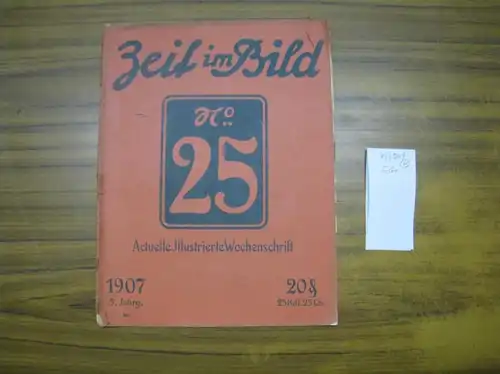 Zeit im Bild
No.
25
Actuelle Illustrierte Wochenschrift
1907
5. Jahrg.
20 ₰